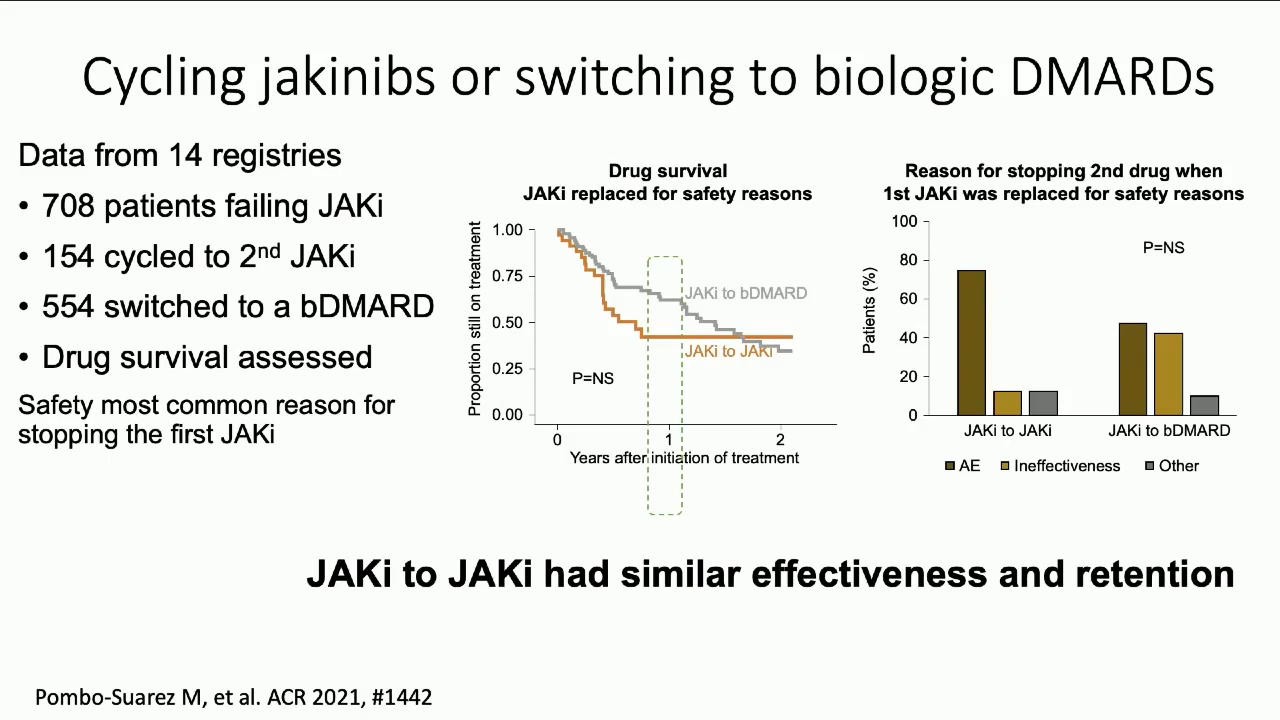 Cycling jakinibs or switching to biologic DMARDs
Data from 14 registries
• 708 patients failing JAKi
• 154 cycled to 2nd JAKi
• 554 switched to a bDMARD
• Drug survival assessed
Safety most common reason for
stopping the first JAKi
Drug survival
JAKi replaced for safety reasons
Proportion still on treatment
1.00
0.75
0.50
0.25
0.00
JAKi to bDMARD
JAKi to JAKi
P=NS
0 1 2
Years after initiation of treatment
Reason for stopping 2nd drug when
1st JAKi was replaced for safety reasons
Patients (%)
100
80
60
40
20
0
P=NS
JAKi to JAKi JAKi to bDMARD
AE Ineffectiveness Other
JAKi to JAKi had similar effectiveness and retention
Pombo-Suarez M, et al. ACR 2021, #1442